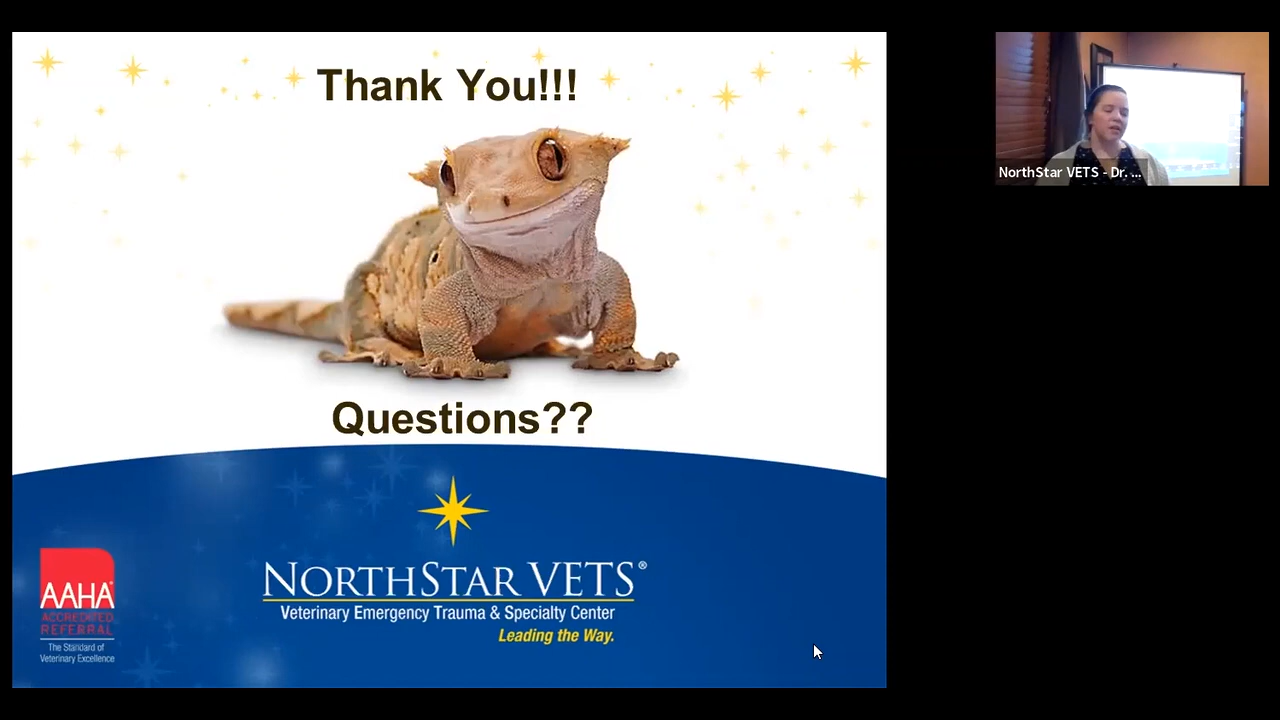 Thank You!!!
NorthStar VETS - Dr. ...
Questions??
NORTHSTAR VETS®
Veterinary Emergency Trauma & Specialty Center
Leading the Way.
AAHA®
ACCREDITED
REFERRAL
The Standard of
Veterinary Excellence